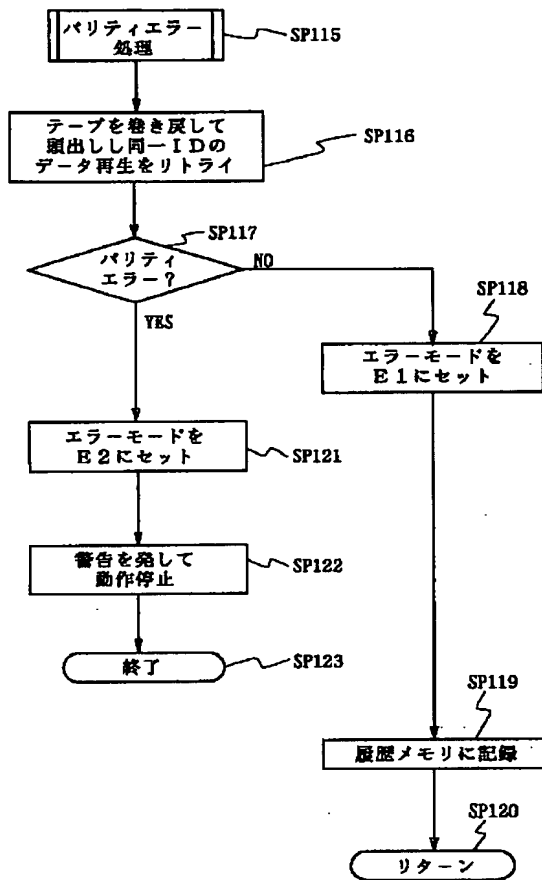 パリティエラー
処理
SP115
テープを巻き戻して
頭出しし同一IDの
データ再生をリトライ
SP116
SP117
パリティ
エラー？
NO
YES
SP118
エラーモードを
E1にセット
エラーモードを
E2にセット
SP121
警告を発して
動作停止
SP122
終了
SP123
SP119
履歴メモリに記録
SP120
リターン